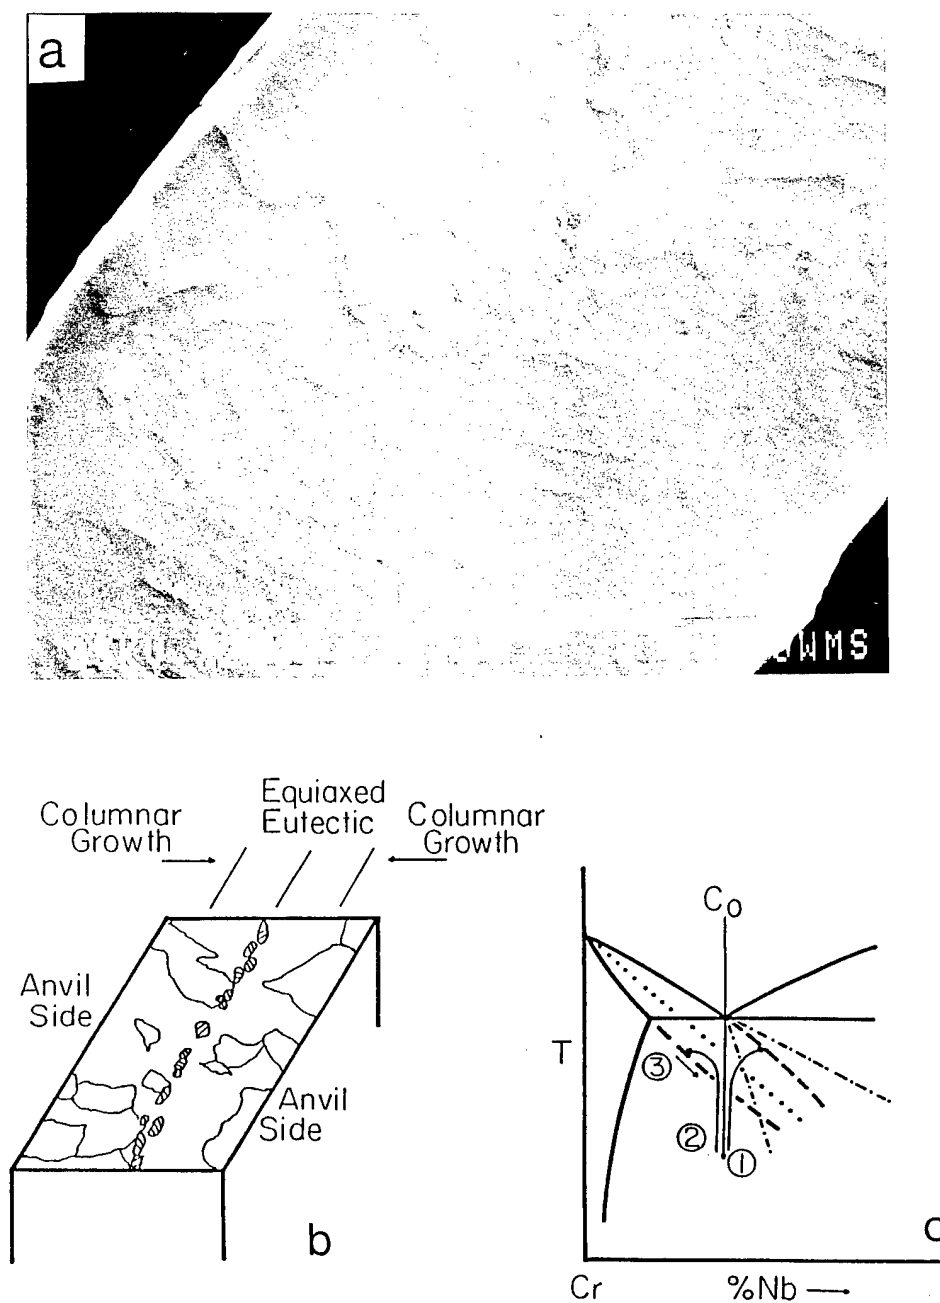 a
WMS
Equiaxed
Eutectic
Columnar
Growth
Columnar
Growth
Anvil
Side
Anvil
Side
b
Co
T
③
②
①
Cr
%Nb